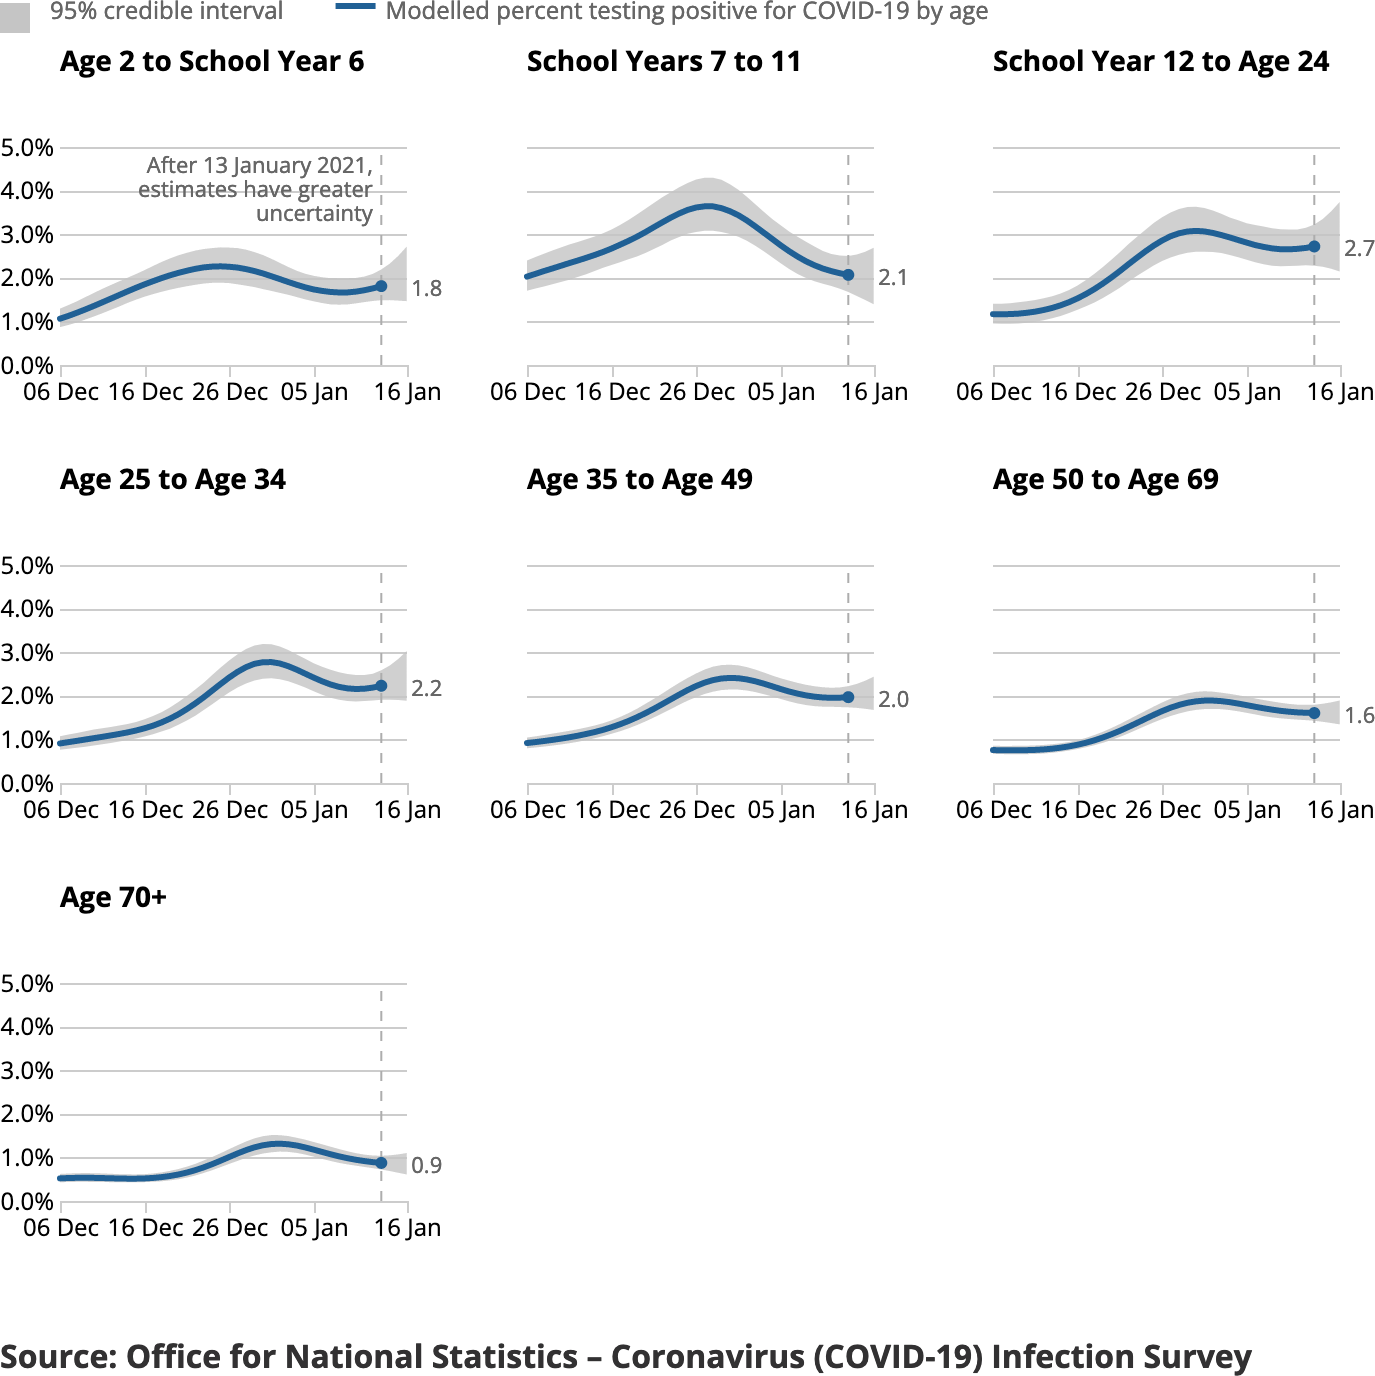 95% credible interval    Modelled percent testing positive for COVID-19 by age
Age 2 to School Year 6    School Years 7 to 11    School Year 12 to Age 24
5.0%
After 13 January 2021,
4.0% estimates have greater
uncertainty
3.0%
2.7
2.0%
1.8    2.1
1.0%
0.0%
06 Dec 16 Dec 26 Dec 05 Jan 16 Jan    06 Dec 16 Dec 26 Dec 05 Jan 16 Jan    06 Dec 16 Dec 26 Dec 05 Jan 16 Jan
Age 25 to Age 34    Age 35 to Age 49    Age 50 to Age 69
5.0%
4.0%
3.0%
2.0% 2.2    2.0
1.6
1.0%
0.0%
06 Dec 16 Dec 26 Dec 05 Jan 16 Jan    06 Dec 16 Dec 26 Dec 05 Jan 16 Jan    06 Dec 16 Dec 26 Dec 05 Jan 16 Jan
Age 70+
5.0%
4.0%
3.0%
2.0%
1.0% 0.9
0.0%
06 Dec 16 Dec 26 Dec 05 Jan 16 Jan
Source: Office for National Statistics – Coronavirus (COVID-19) Infection Survey